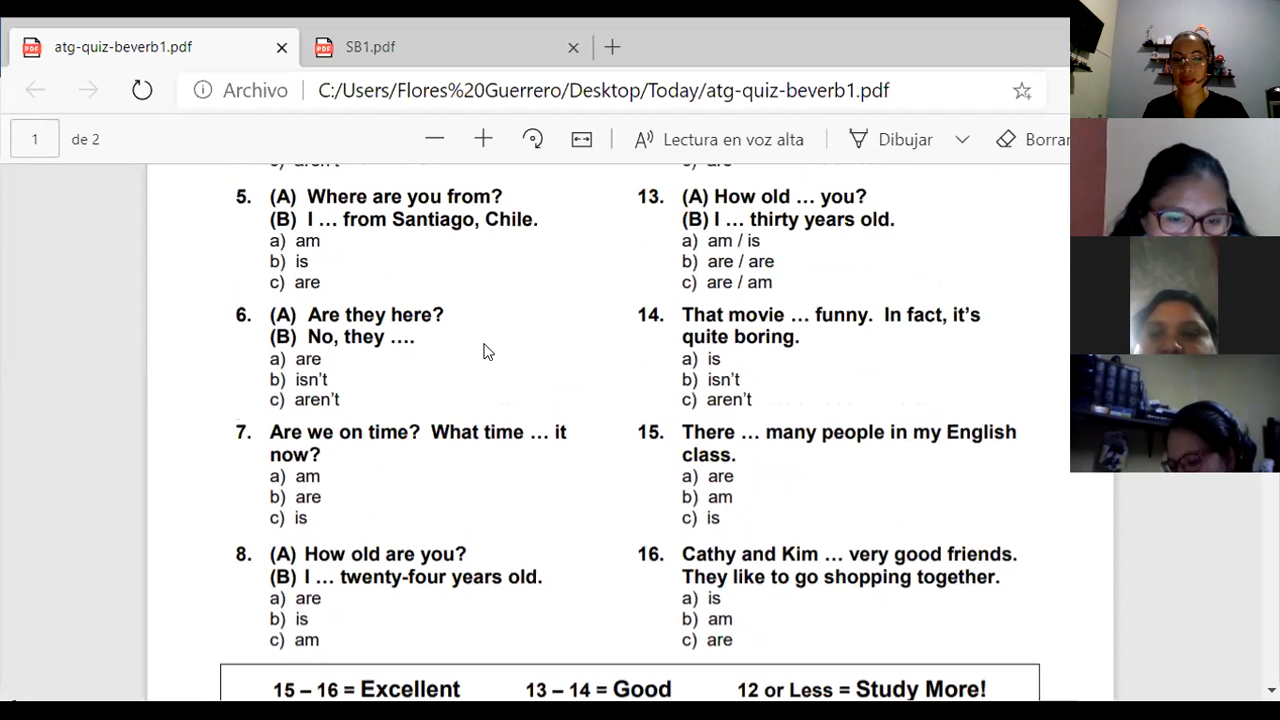 atg-quiz-beverb1.pdf
SB1.pdf
Archivo
C:/Users/Flores%20Guerrero/Desktop/Today/atg-quiz-beverb1.pdf
1
de 2
Lectura en voz alta
Dibujar
Borrar
5. (A) Where are you from?
(B) I … from Santiago, Chile.
a) am
b) is
c) are
6. (A) Are they here?
(B) No, they ….
a) are
b) isn't
c) aren't
7. Are we on time? What time … it
now?
a) am
b) are
c) is
8. (A) How old are you?
(B) I … twenty-four years old.
a) are
b) is
c) am
13. (A) How old … you?
(B) I … thirty years old.
a) am / is
b) are / are
c) are / am
14. That movie … funny. In fact, it's
quite boring.
a) is
b) isn't
c) aren't
15. There … many people in my English
class.
a) are
b) am
c) is
16. Cathy and Kim … very good friends.
They like to go shopping together.
a) is
b) am
c) are
15 – 16 = Excellent
13 – 14 = Good
12 or Less = Study More!